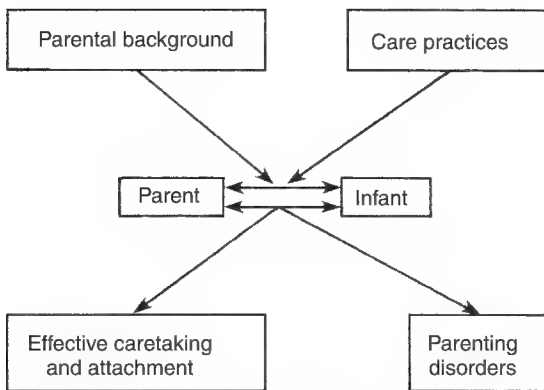 Parental background
Care practices
Parent
Infant
Effective caretaking
and attachment
Parenting
disorders